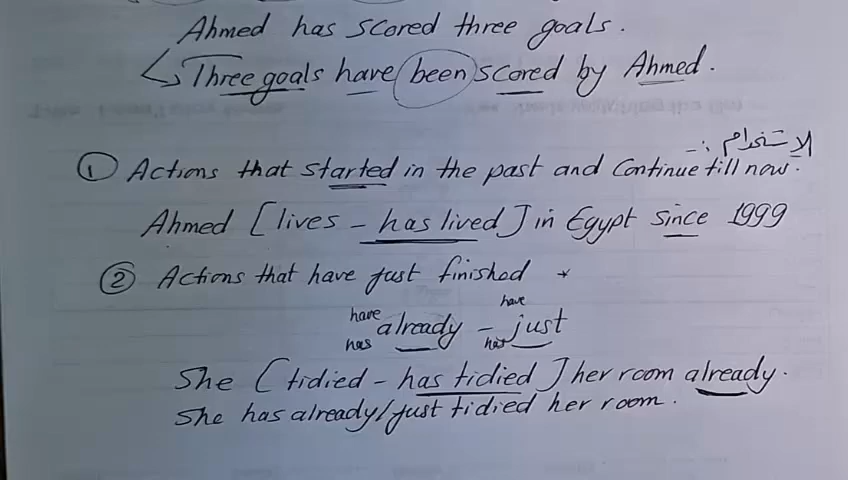 Ahmed has scored three goals.
↳ Three goals have been scored by Ahmed.
الاستخدام :-
① Actions that started in the past and continue till now.
Ahmed [lives - has lived] in Egypt since 1999
② Actions that have just finished *
have have
has already - has just
She [tidied - has tidied] her room already.
She has already/just tidied her room.